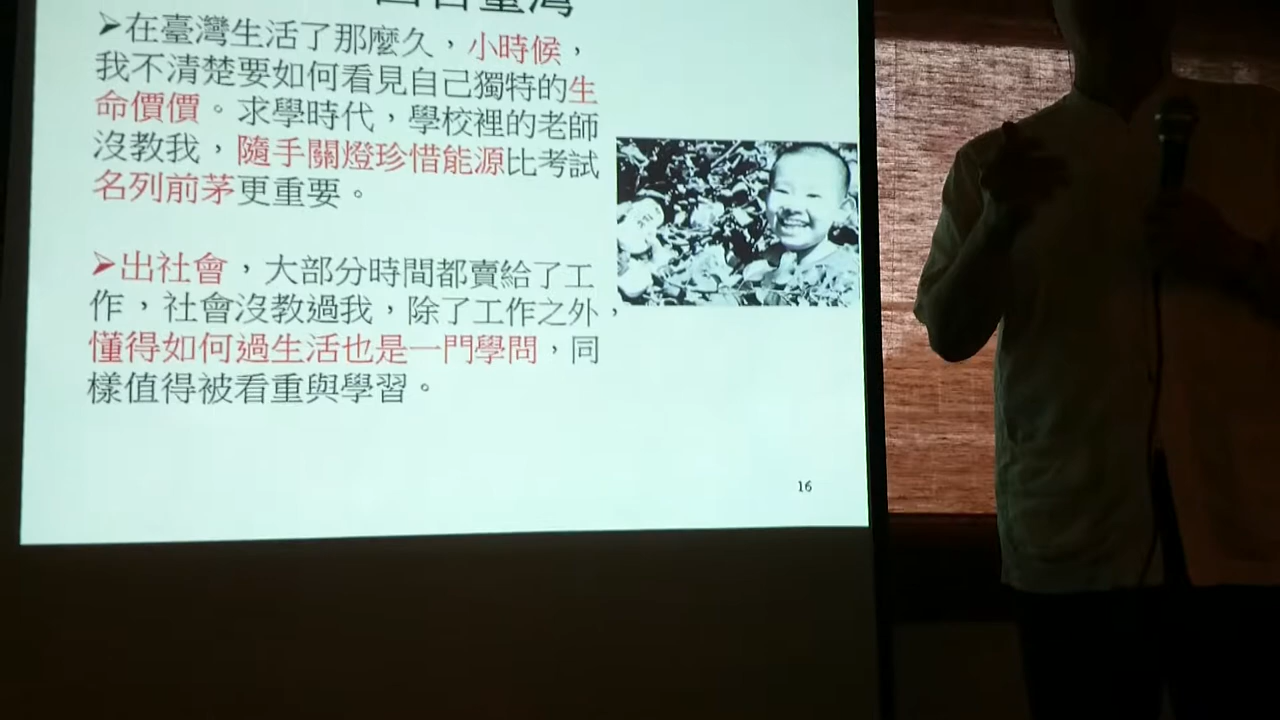 臺灣
➤在臺灣生活了那麼久，小時候，
我不清楚要如何看見自己獨特的生
命價價。求學時代，學校裡的老師
沒教我，隨手關燈珍惜能源比考試
名列前茅更重要。
➤出社會，大部分時間都賣給了工
作，社會沒教過我，除了工作之外，
懂得如何過生活也是一門學問，同
樣值得被看重與學習。
16